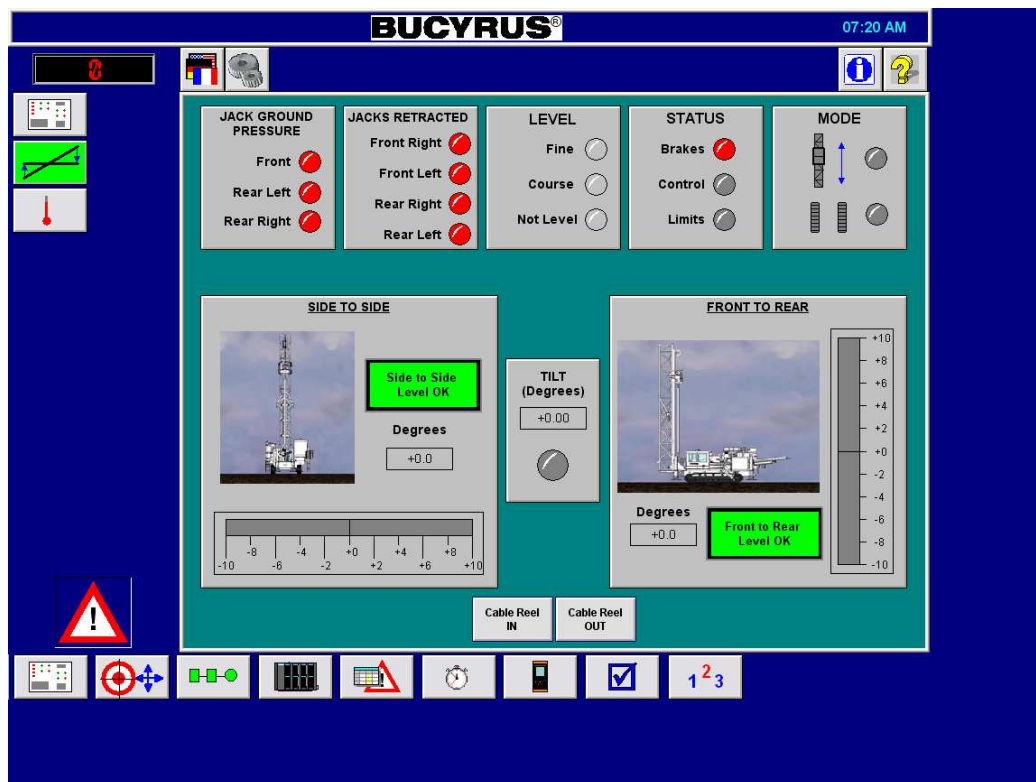 BUCYRUS®
07:20 AM
0
JACK GROUND
PRESSURE
Front
Rear Left
Rear Right
JACKS RETRACTED
Front Right
Front Left
Rear Right
Rear Left
LEVEL
Fine
Course
Not Level
STATUS
Brakes
Control
Limits
MODE
SIDE TO SIDE
Side to Side
Level OK
Degrees
+0.0
-8 -4 +0 +4 +8
-10 -6 -2 +2 +6 +10
TILT
(Degrees)
+0.00
FRONT TO REAR
+10
+8
+6
+4
+2
+0
-2
-4
-6
-8
-10
Degrees
+0.0
Front to Rear
Level OK
Cable Reel
IN
Cable Reel
OUT
!
1 2 3